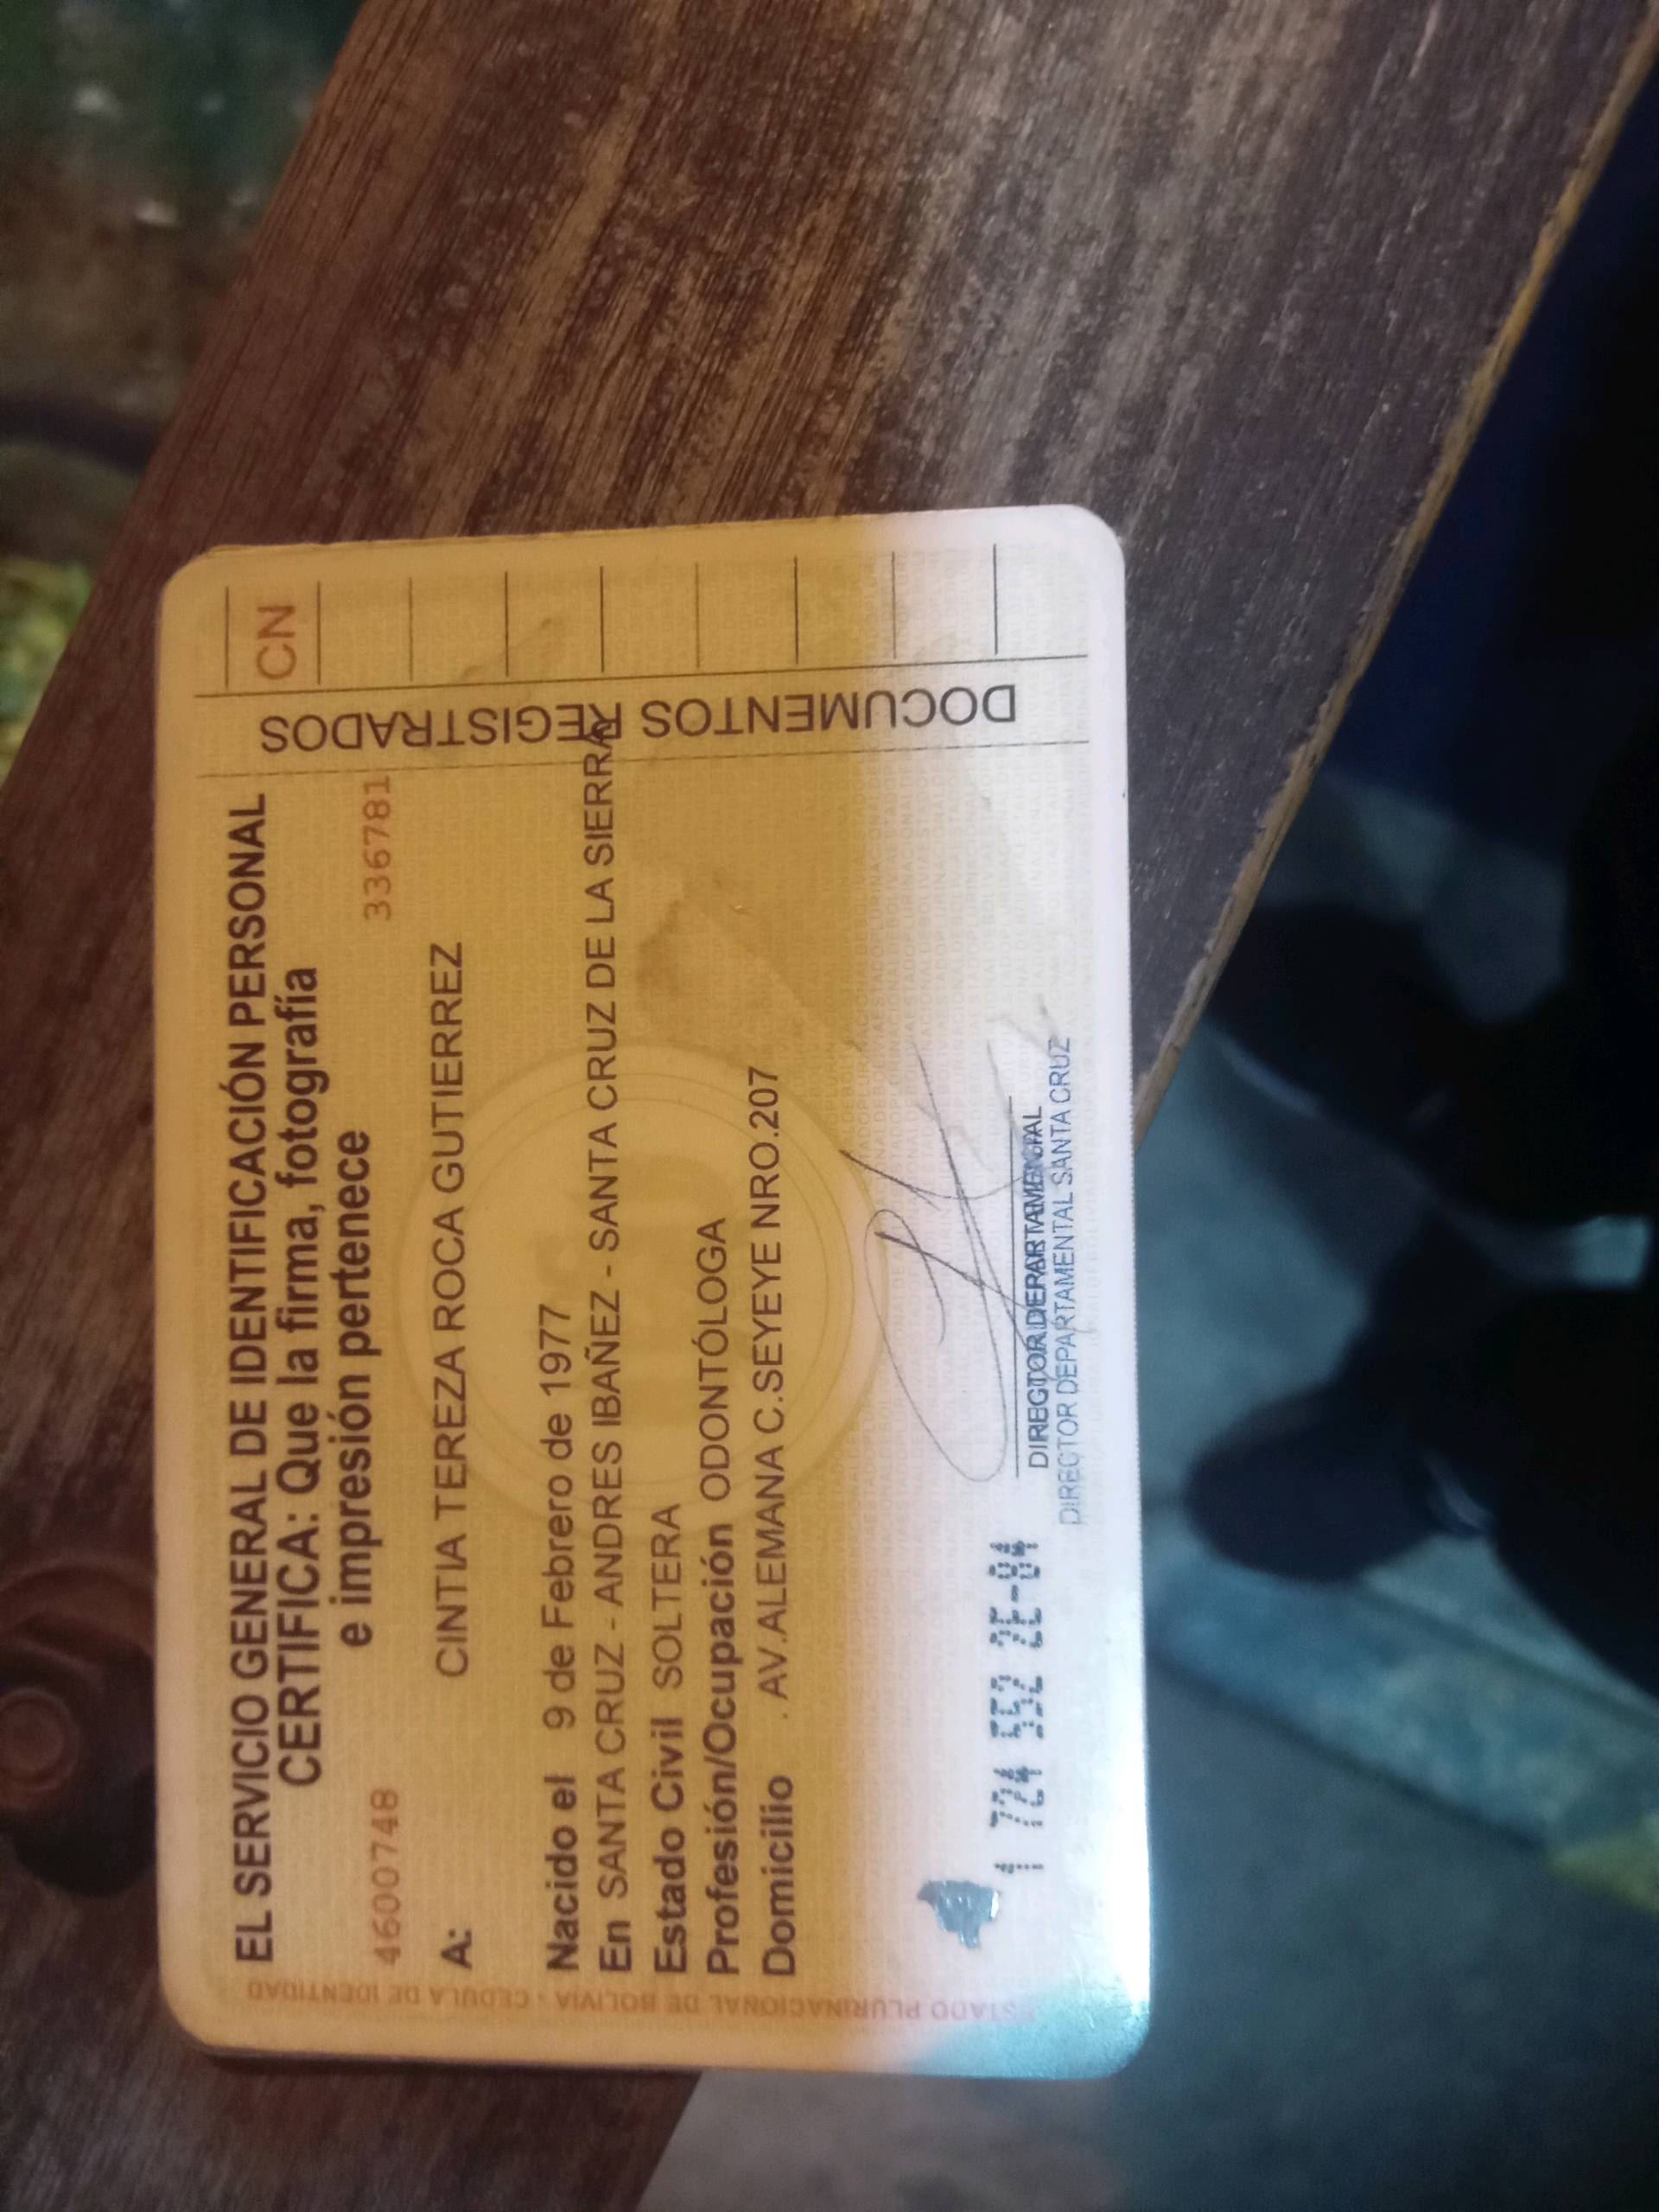 EL SERVICIO GENERAL DE IDENTIFICACIÓN PERSONAL
CERTIFICA: Que la firma, fotografía
e impresión pertenece
4600748
336781
A: CINTIA TEREZA ROCA GUTIERREZ
Nacido el 9 de Febrero de 1977
En SANTA CRUZ - ANDRES IBAÑEZ - SANTA CRUZ DE LA SIERRA
Estado Civil SOLTERA
Profesión/Ocupación ODONTÓLOGA
Domicilio . AV.ALEMANA C.SEYEYE NRO.207
DIRECTOR DEPARTAMENTAL
DIRECTOR DEPARTAMENTAL SANTA CRUZ
DOCUMENTOS REGISTRADOS
CN
ESTADO PLURINACIONAL DE BOLIVIA - CEDULA DE IDENTIDAD